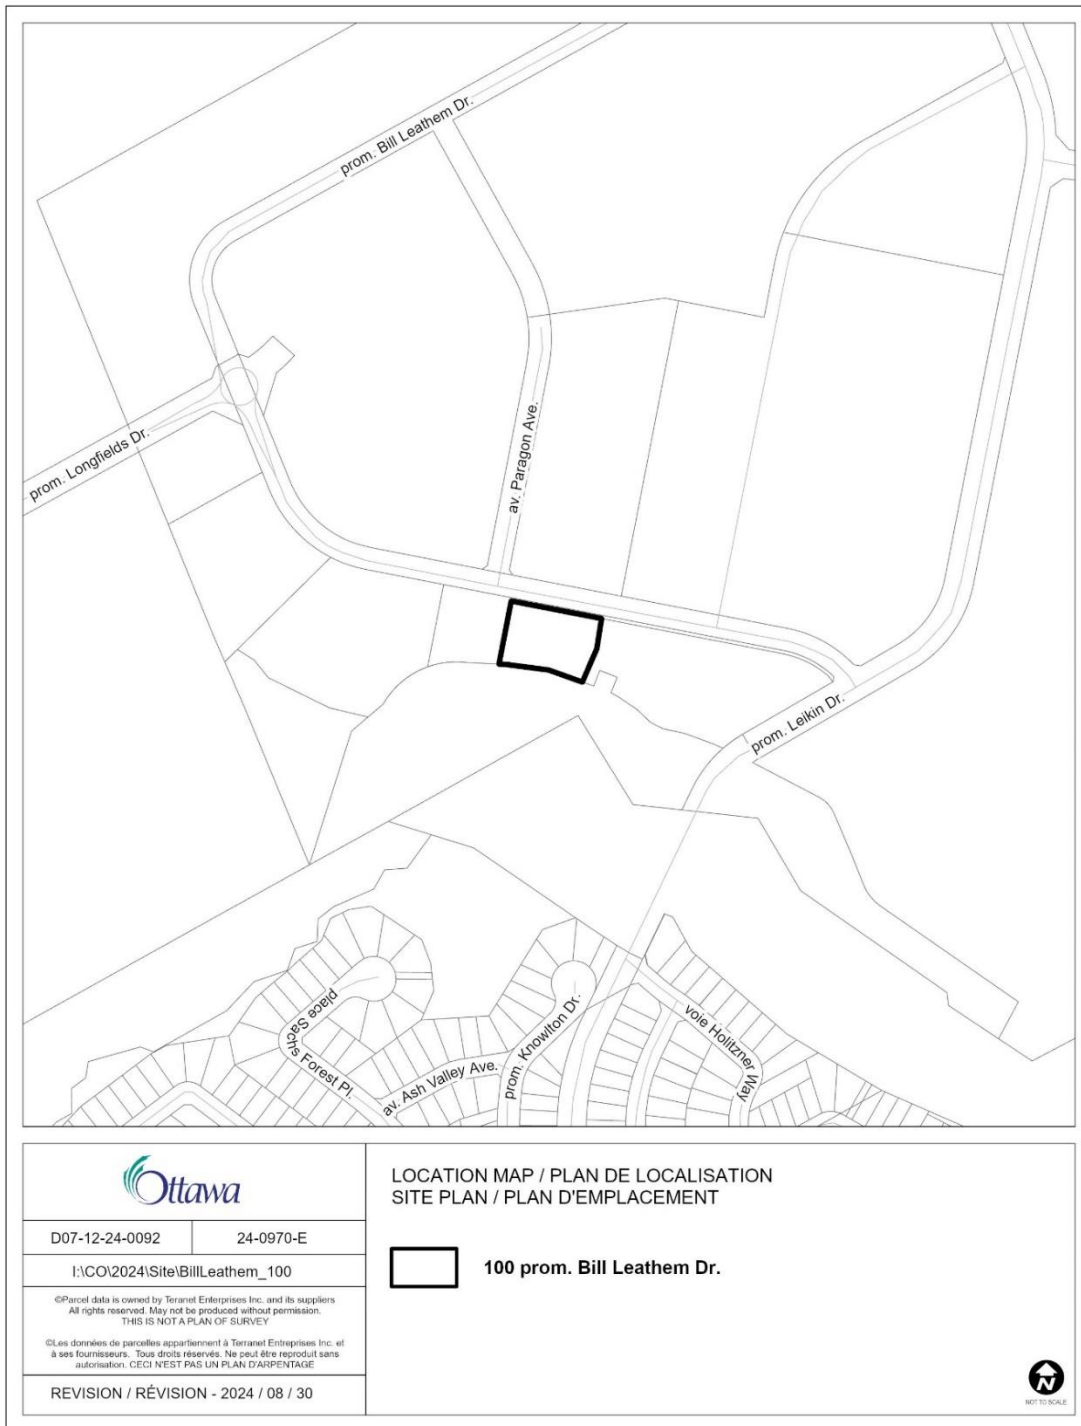 prom. Bill Leathem Dr.
prom. Longfields Dr.
av. Paragon Ave.
prom. Leikin Dr.
place Sachs Forest Pl.
av. Ash Valley Ave.
prom. Knowlton Dr.
voie Holitzner Way
Ottawa
D07-12-24-0092
24-0970-E
I:\CO\2024\Site\BillLeathem_100
©Parcel data is owned by Teranet Enterprises Inc. and its suppliers
All rights reserved. May not be produced without permission.
THIS IS NOT A PLAN OF SURVEY
©Les données de parcelles appartiennent à Terranet Entreprises Inc. et
à ses fournisseurs. Tous droits réservés. Ne peut être reproduit sans
autorisation. CECI N'EST PAS UN PLAN D'ARPENTAGE
REVISION / RÉVISION - 2024 / 08 / 30
LOCATION MAP / PLAN DE LOCALISATION
SITE PLAN / PLAN D'EMPLACEMENT
100 prom. Bill Leathem Dr.
N
NOT TO SCALE